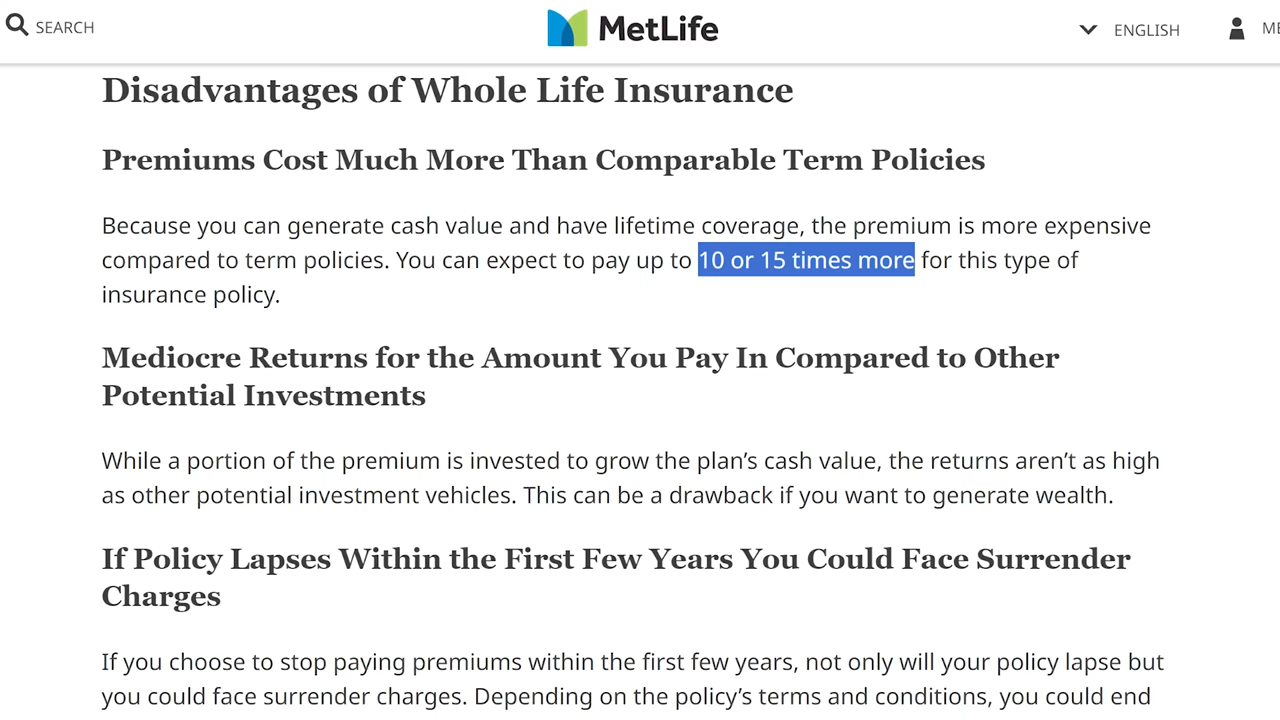 SEARCH
MetLife
ENGLISH
ME
Disadvantages of Whole Life Insurance
Premiums Cost Much More Than Comparable Term Policies
Because you can generate cash value and have lifetime coverage, the premium is more expensive
compared to term policies. You can expect to pay up to 10 or 15 times more for this type of
insurance policy.
Mediocre Returns for the Amount You Pay In Compared to Other
Potential Investments
While a portion of the premium is invested to grow the plan’s cash value, the returns aren’t as high
as other potential investment vehicles. This can be a drawback if you want to generate wealth.
If Policy Lapses Within the First Few Years You Could Face Surrender
Charges
If you choose to stop paying premiums within the first few years, not only will your policy lapse but
you could face surrender charges. Depending on the policy’s terms and conditions, you could end